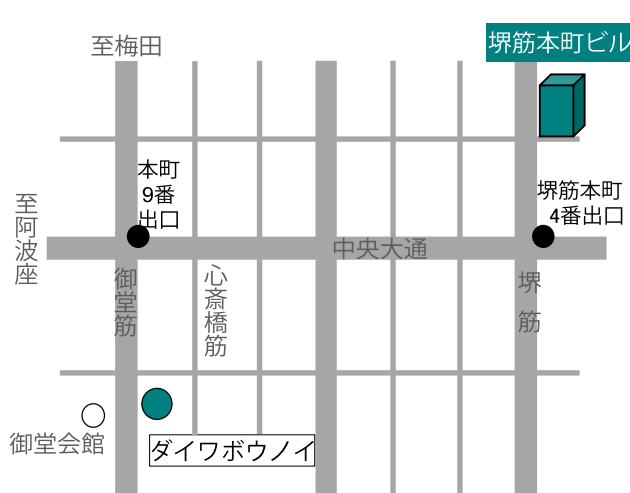 至梅田
堺筋本町ビル
本町
9番
出口
堺筋本町
4番出口
至阿波座
中央大通
御堂筋
心斎橋筋
堺筋
御堂会館
ダイワボウノイ